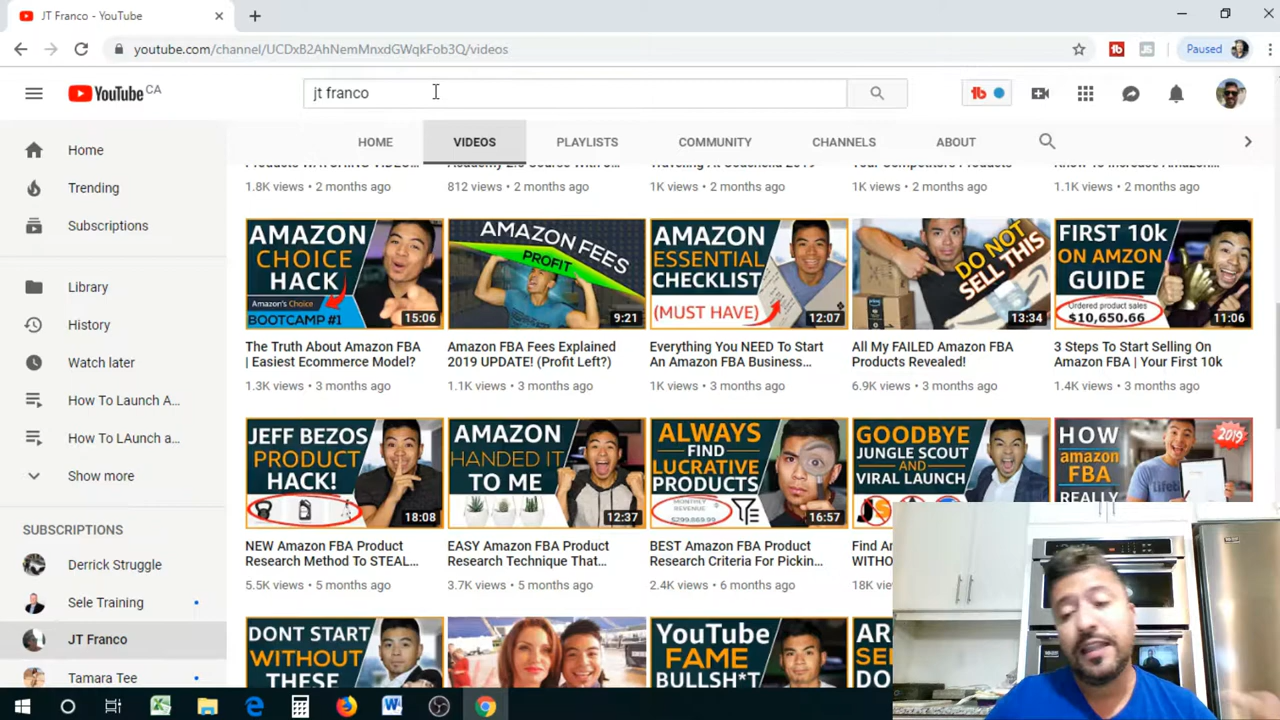 JT Franco - YouTube
youtube.com/channel/UCDxB2AhNemMnxdGWqkFob3Q/videos
Paused
YouTube CA
jt franco
HOME
VIDEOS
PLAYLISTS
COMMUNITY
CHANNELS
ABOUT
Home
Trending
Subscriptions
Library
History
Watch later
How To Launch A...
How To LAunch a...
Show more
SUBSCRIPTIONS
Derrick Struggle
Sele Training
JT Franco
Tamara Tee
1.8K views • 2 months ago
812 views • 2 months ago
1K views • 2 months ago
1K views • 2 months ago
1.1K views • 2 months ago
AMAZON
CHOICE
HACK
Amazon's Choice
BOOTCAMP #1
15:06
The Truth About Amazon FBA
| Easiest Ecommerce Model?
1.3K views • 3 months ago
AMAZON FEES
PROFIT
9:21
Amazon FBA Fees Explained
2019 UPDATE! (Profit Left?)
1.1K views • 3 months ago
AMAZON
ESSENTIAL
CHECKLIST
(MUST HAVE)
12:07
Everything You NEED To Start
An Amazon FBA Business...
1K views • 3 months ago
DO NOT
SELL THIS
13:34
All My FAILED Amazon FBA
Products Revealed!
6.9K views • 3 months ago
FIRST 10k
ON AMZON
GUIDE
Ordered product sales
$10,650.66
11:06
3 Steps To Start Selling On
Amazon FBA | Your First 10k
1.4K views • 3 months ago
JEFF BEZOS
PRODUCT
HACK!
18:08
NEW Amazon FBA Product
Research Method To STEAL...
5.5K views • 5 months ago
AMAZON
HANDED IT
TO ME
12:37
EASY Amazon FBA Product
Research Technique That...
3.7K views • 5 months ago
ALWAYS
FIND
LUCRATIVE
PRODUCTS
MONTHLY
REVENUE
16:57
BEST Amazon FBA Product
Research Criteria For Pickin...
2.4K views • 6 months ago
GOODBYE
JUNGLE SCOUT
AND
VIRAL LAUNCH
Find An
WITHO
18K vie
HOW
amazon
FBA
REALLY
2019
DONT START
WITHOUT
THESE
YouTube
FAME
BULLSH*T